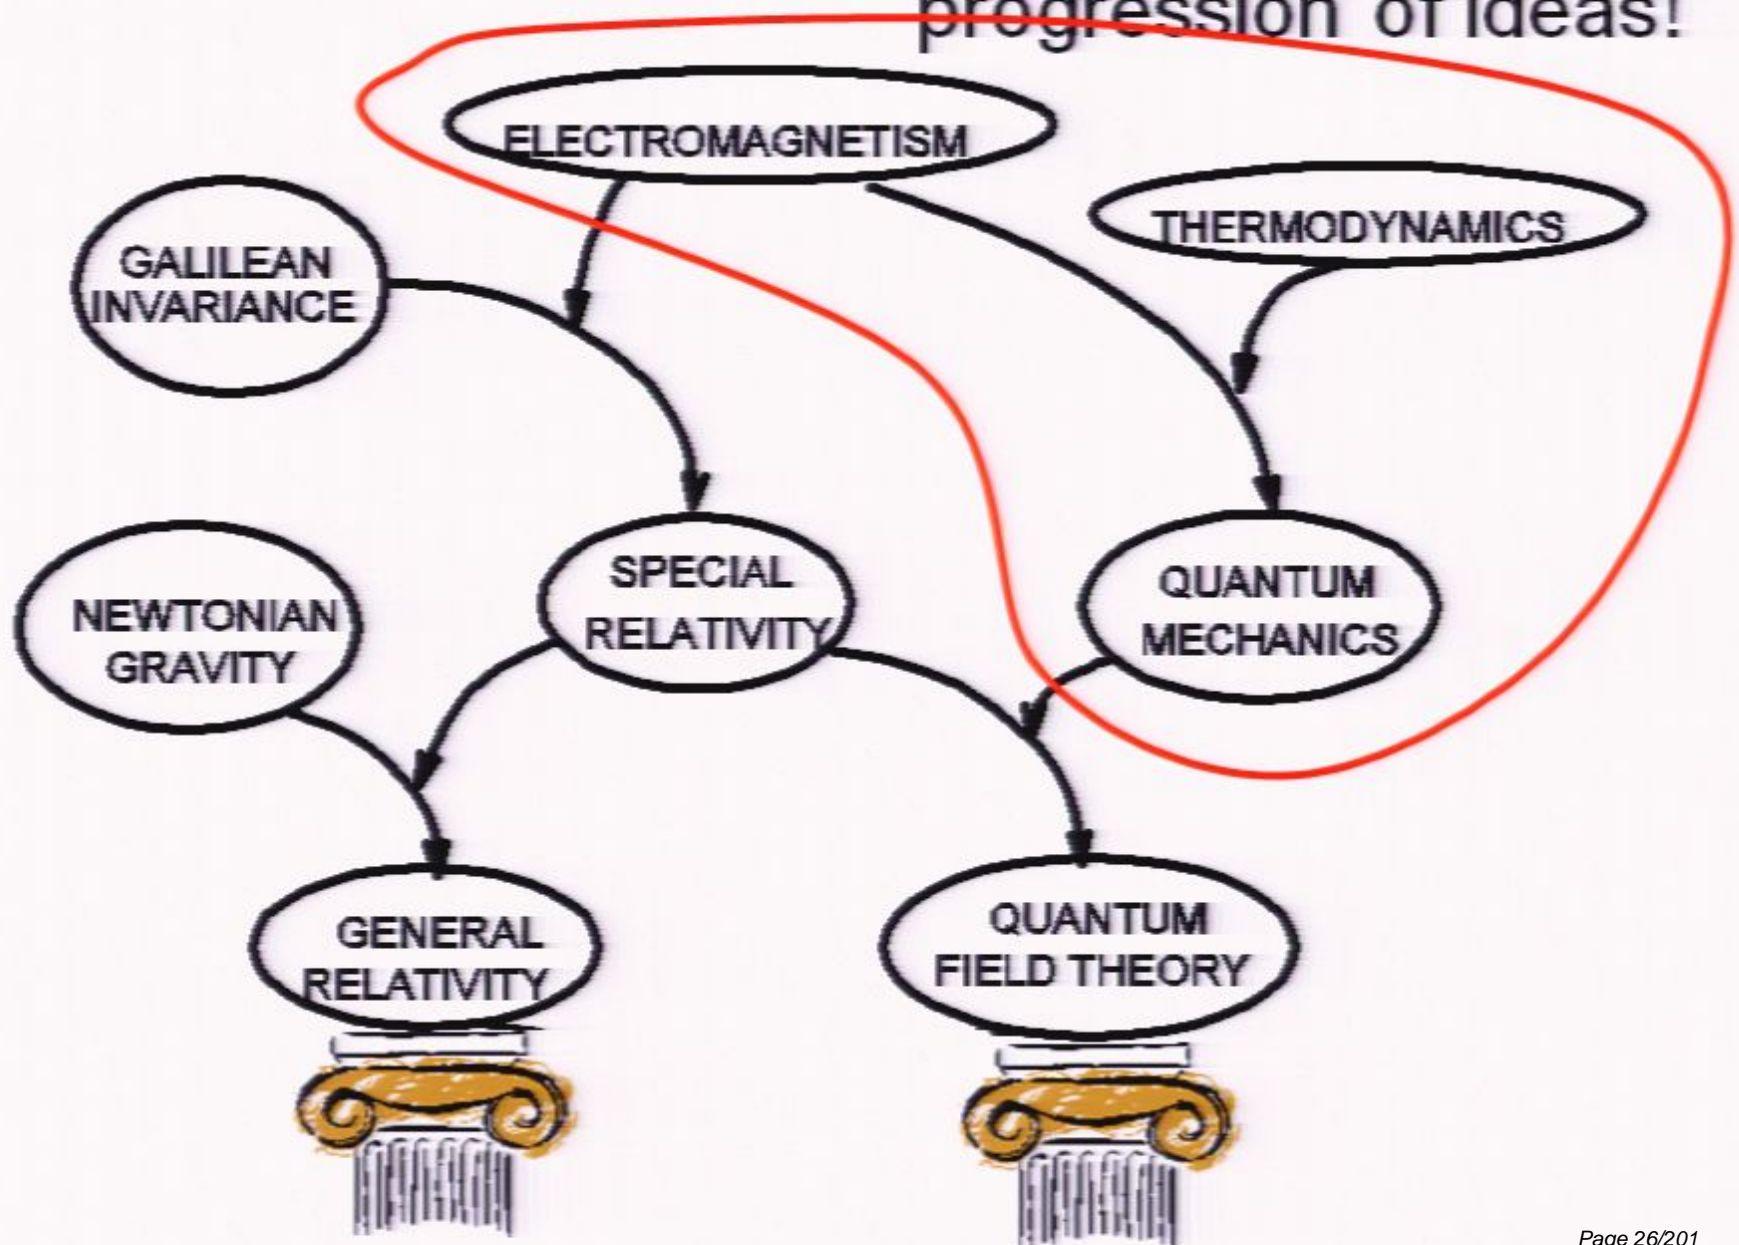 progression of ideas!
ELECTROMAGNETISM
THERMODYNAMICS
GALILEAN
INVARIANCE
SPECIAL
RELATIVITY
QUANTUM
MECHANICS
NEWTONIAN
GRAVITY
GENERAL
RELATIVITY
QUANTUM
FIELD THEORY
Page 26/201